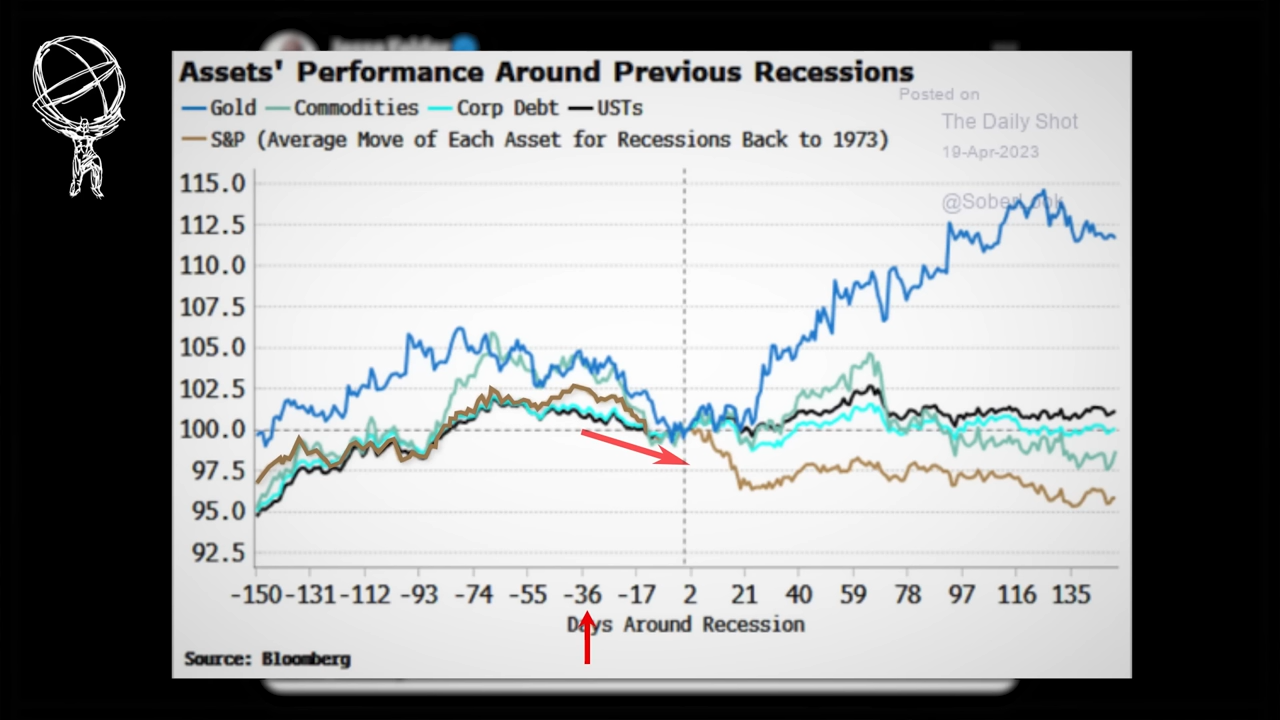 Assets' Performance Around Previous Recessions
Gold Commodities Corp Debt USTs
S&P (Average Move of Each Asset for Recessions Back to 1973)
Posted on
The Daily Shot
19-Apr-2023
@SoberLook
115.0
112.5
110.0
107.5
105.0
102.5
100.0
97.5
95.0
92.5
-150 -131 -112 -93 -74 -55 -36 -17 2 21 40 59 78 97 116 135
Days Around Recession
Source: Bloomberg